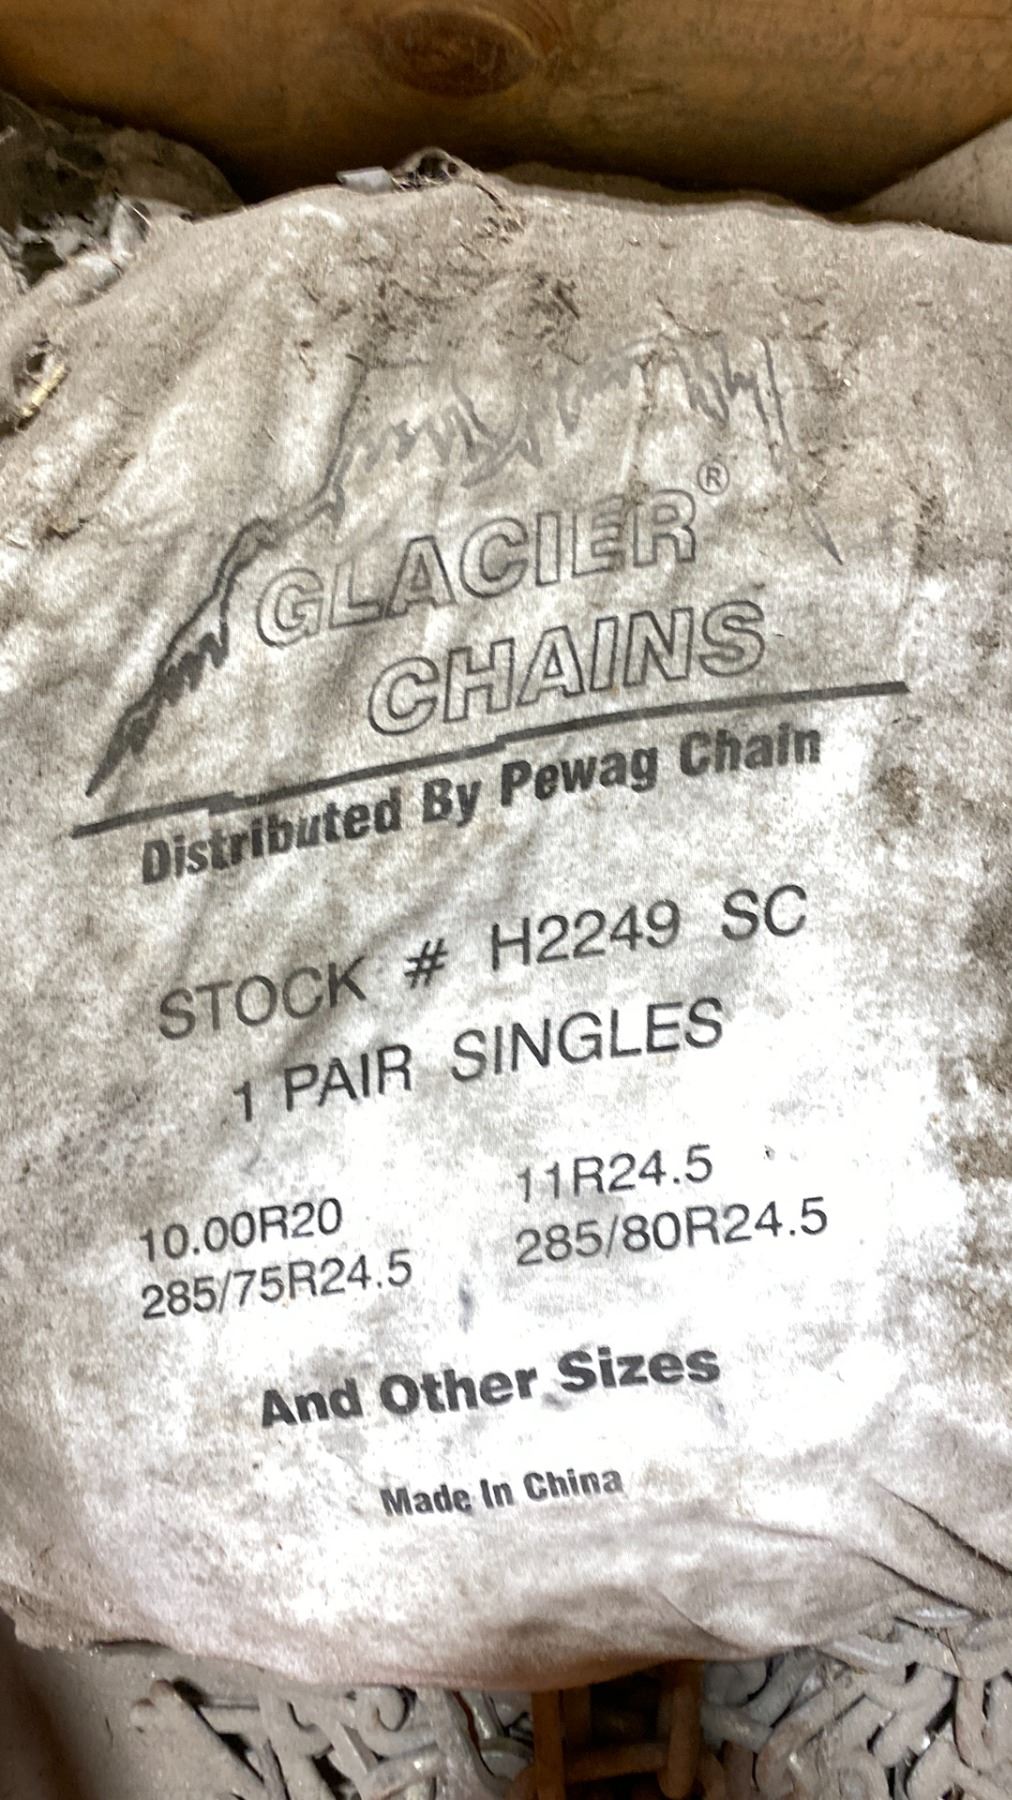 GLACIER®
CHAINS
Distributed By Pewag Chain
STOCK # H2249 SC
1 PAIR SINGLES
10.00R20 11R24.5
285/75R24.5 285/80R24.5
And Other Sizes
Made In China